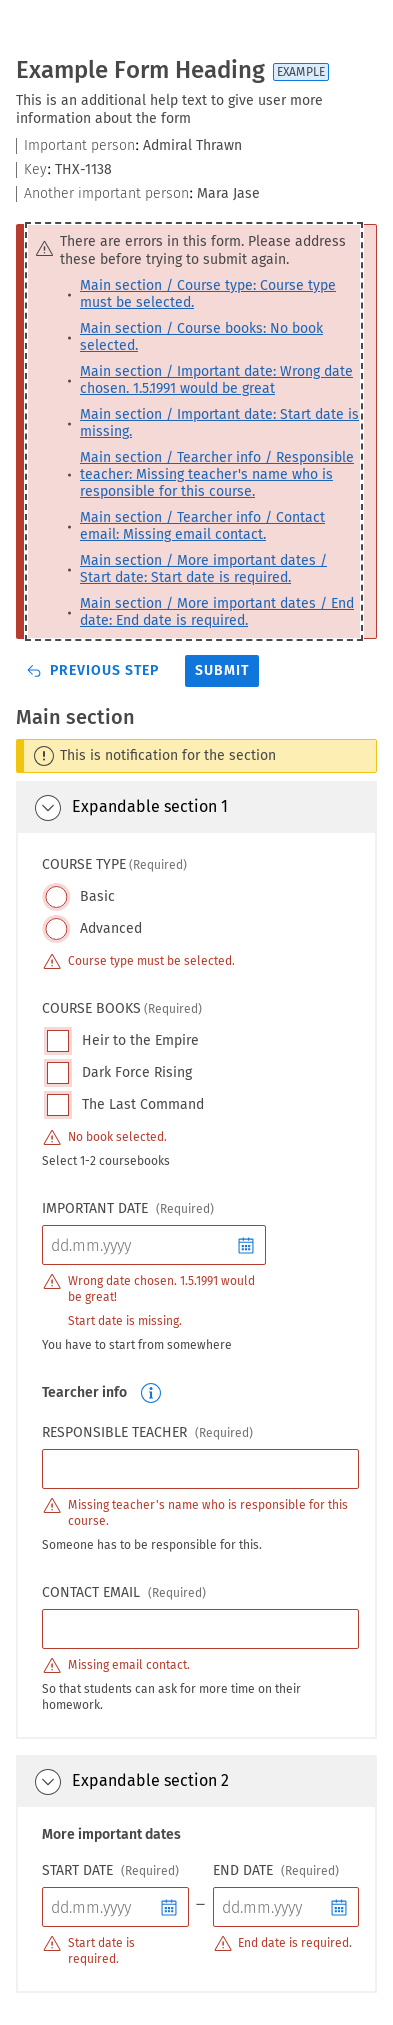 Example Form Heading EXAMPLE
This is an additional help text to give user more
information about the form
Important person: Admiral Thrawn
Key: THX-1138
Another important person: Mara Jase
There are errors in this form. Please address
these before trying to submit again.
Main section / Course type: Course type
must be selected.
Main section / Course books: No book
selected.
Main section / Important date: Wrong date
chosen. 1.5.1991 would be great
Main section / Important date: Start date is
missing.
Main section / Tearcher info / Responsible
teacher: Missing teacher's name who is
responsible for this course.
Main section / Tearcher info / Contact
email: Missing email contact.
Main section / More important dates /
Start date: Start date is required.
Main section / More important dates / End
date: End date is required.
PREVIOUS STEP SUBMIT
Main section
This is notification for the section
Expandable section 1
COURSE TYPE (Required)
Basic
Advanced
Course type must be selected.
COURSE BOOKS (Required)
Heir to the Empire
Dark Force Rising
The Last Command
No book selected.
Select 1-2 coursebooks
IMPORTANT DATE (Required)
dd.mm.yyyy
Wrong date chosen. 1.5.1991 would
be great!
Start date is missing.
You have to start from somewhere
Tearcher info
RESPONSIBLE TEACHER (Required)
Missing teacher's name who is responsible for this
course.
Someone has to be responsible for this.
CONTACT EMAIL (Required)
Missing email contact.
So that students can ask for more time on their
homework.
Expandable section 2
More important dates
START DATE (Required) END DATE (Required)
dd.mm.yyyy – dd.mm.yyyy
Start date is End date is required.
required.